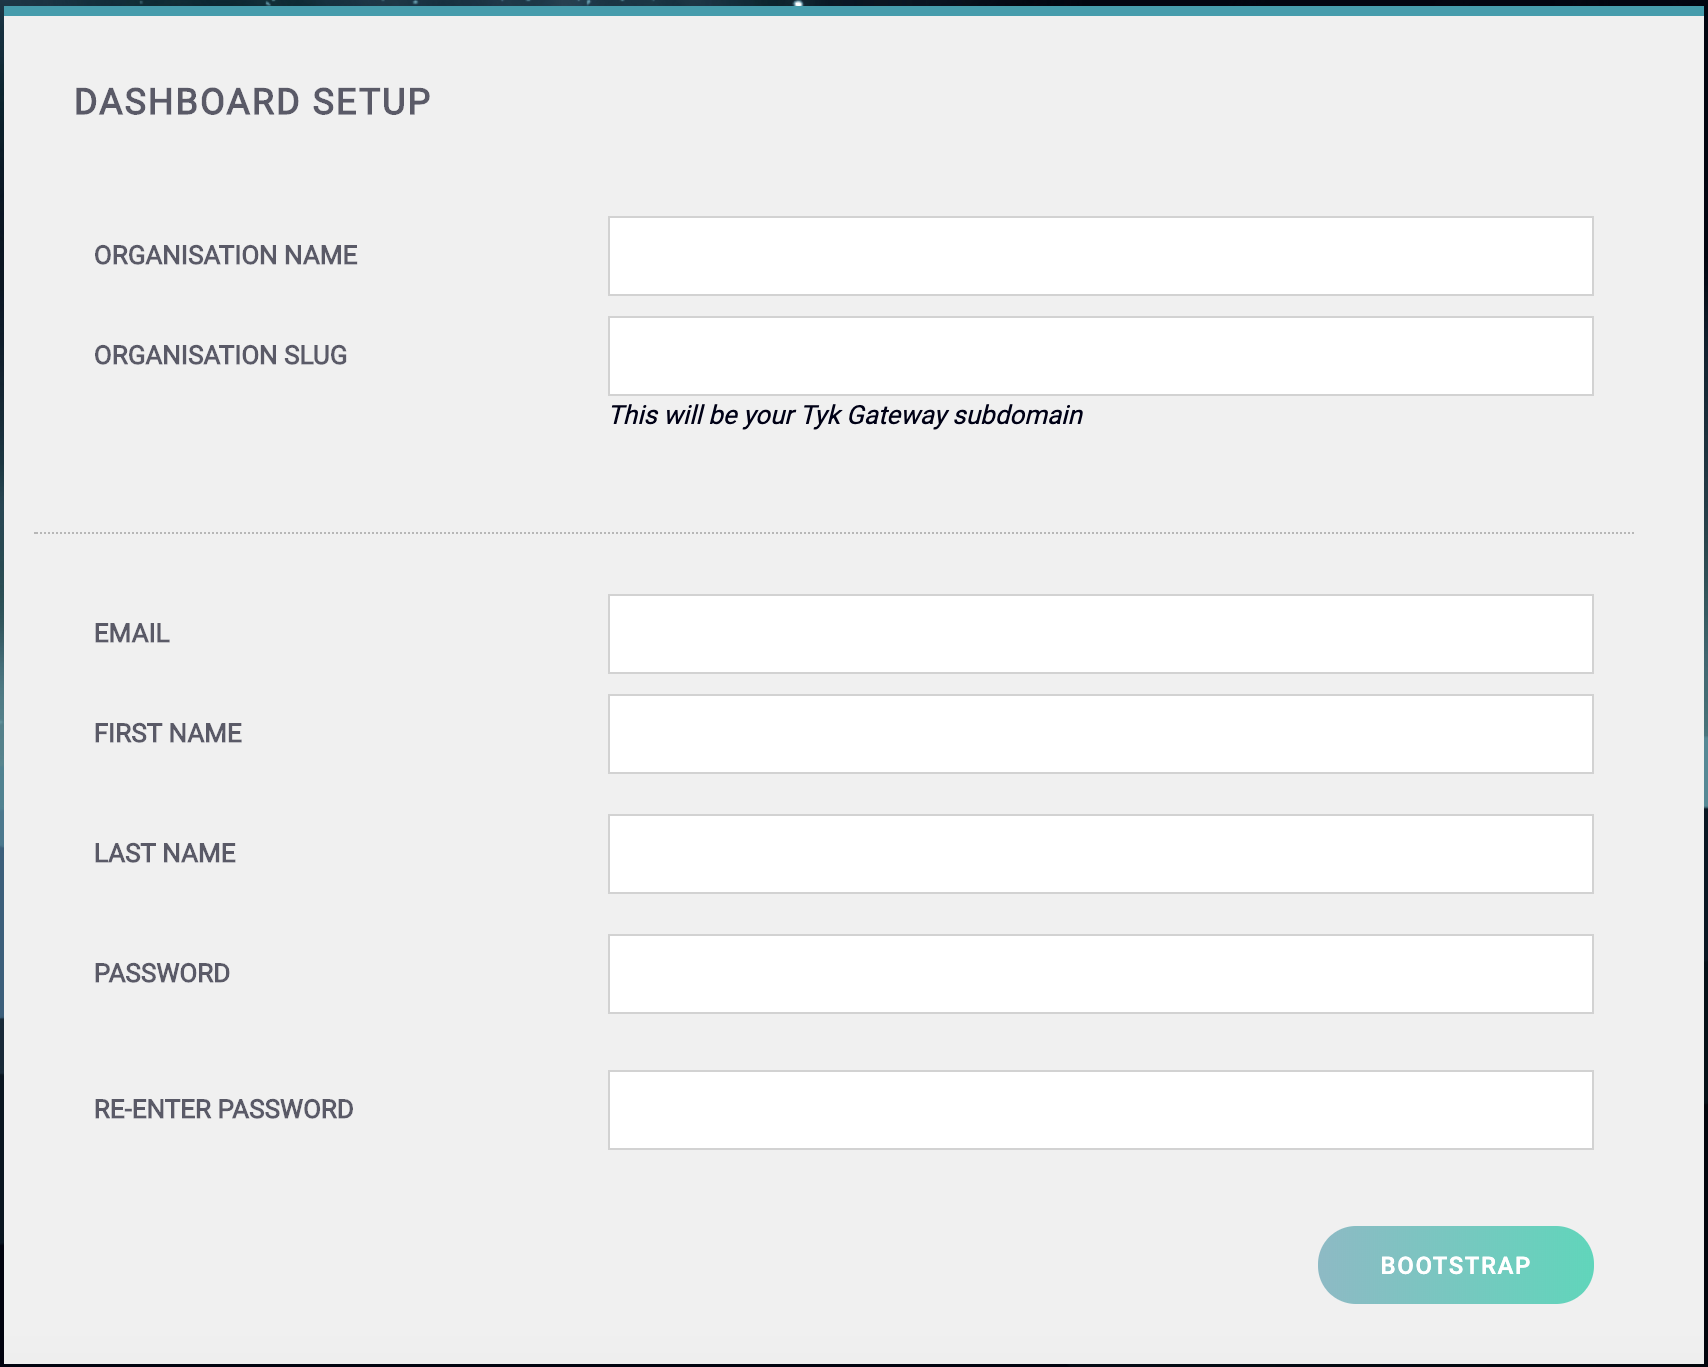 DASHBOARD SETUP
ORGANISATION NAME
ORGANISATION SLUG
This will be your Tyk Gateway subdomain
EMAIL
FIRST NAME
LAST NAME
PASSWORD
RE-ENTER PASSWORD
BOOTSTRAP